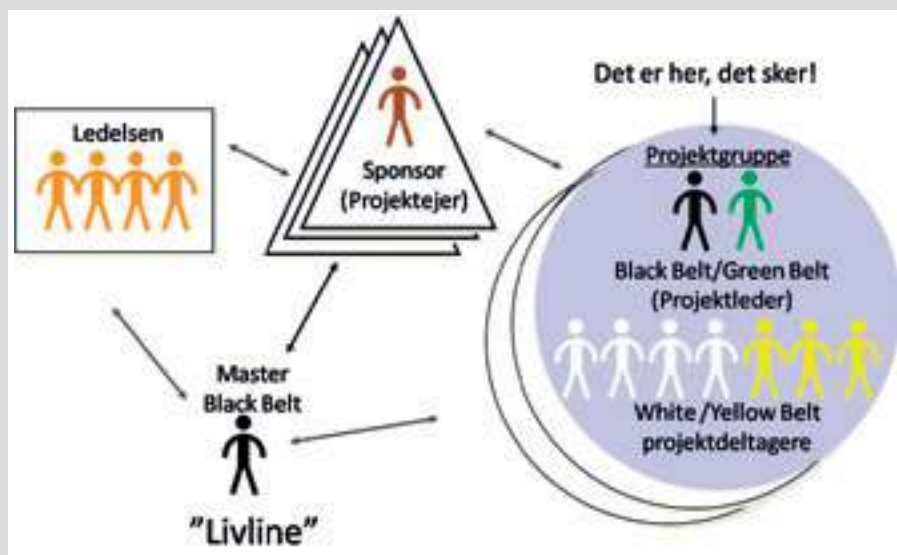 Ledelsen
Sponsor
(Projektejer)
Det er her, det sker!
Projektgruppe
Black Belt/Green Belt
(Projektleder)
White/Yellow Belt
projektdeltagere
Master
Black Belt
"Livline"